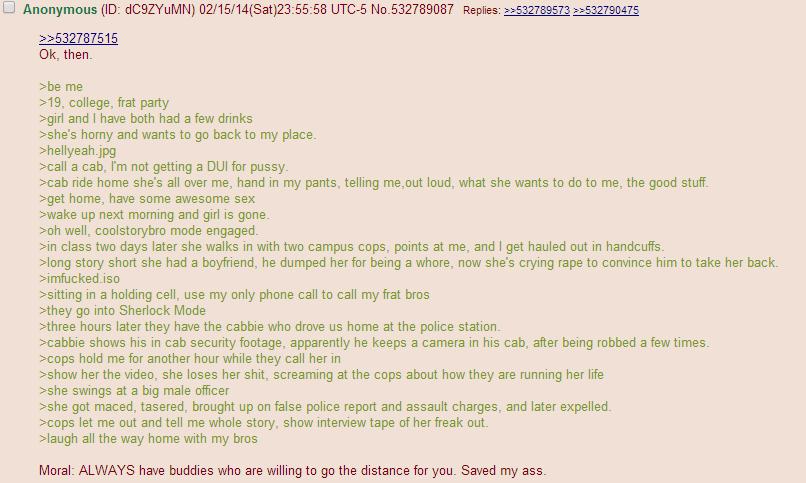 Anonymous (ID: dC9ZYuMN) 02/15/14(Sat)23:55:58 UTC-5 No.532789087 Replies: >>532789573 >>532790475
>>532787515
Ok, then.
>be me
>19, college, frat party
>girl and I have both had a few drinks
>she's horny and wants to go back to my place.
>hellyeah.jpg
>call a cab, I'm not getting a DUI for pussy.
>cab ride home she's all over me, hand in my pants, telling me,out loud, what she wants to do to me, the good stuff.
>get home, have some awesome sex
>wake up next morning and girl is gone.
>oh well, coolstorybro mode engaged.
>in class two days later she walks in with two campus cops, points at me, and I get hauled out in handcuffs.
>long story short she had a boyfriend, he dumped her for being a whore, now she's crying rape to convince him to take her back.
>imfucked.iso
>sitting in a holding cell, use my only phone call to call my frat bros
>they go into Sherlock Mode
>three hours later they have the cabbie who drove us home at the police station.
>cabbie shows his in cab security footage, apparently he keeps a camera in his cab, after being robbed a few times.
>cops hold me for another hour while they call her in
>show her the video, she loses her shit, screaming at the cops about how they are running her life
>she swings at a big male officer
>she got maced, tasered, brought up on false police report and assault charges, and later expelled.
>cops let me out and tell me whole story, show interview tape of her freak out.
>laugh all the way home with my bros
Moral: ALWAYS have buddies who are willing to go the distance for you. Saved my ass.